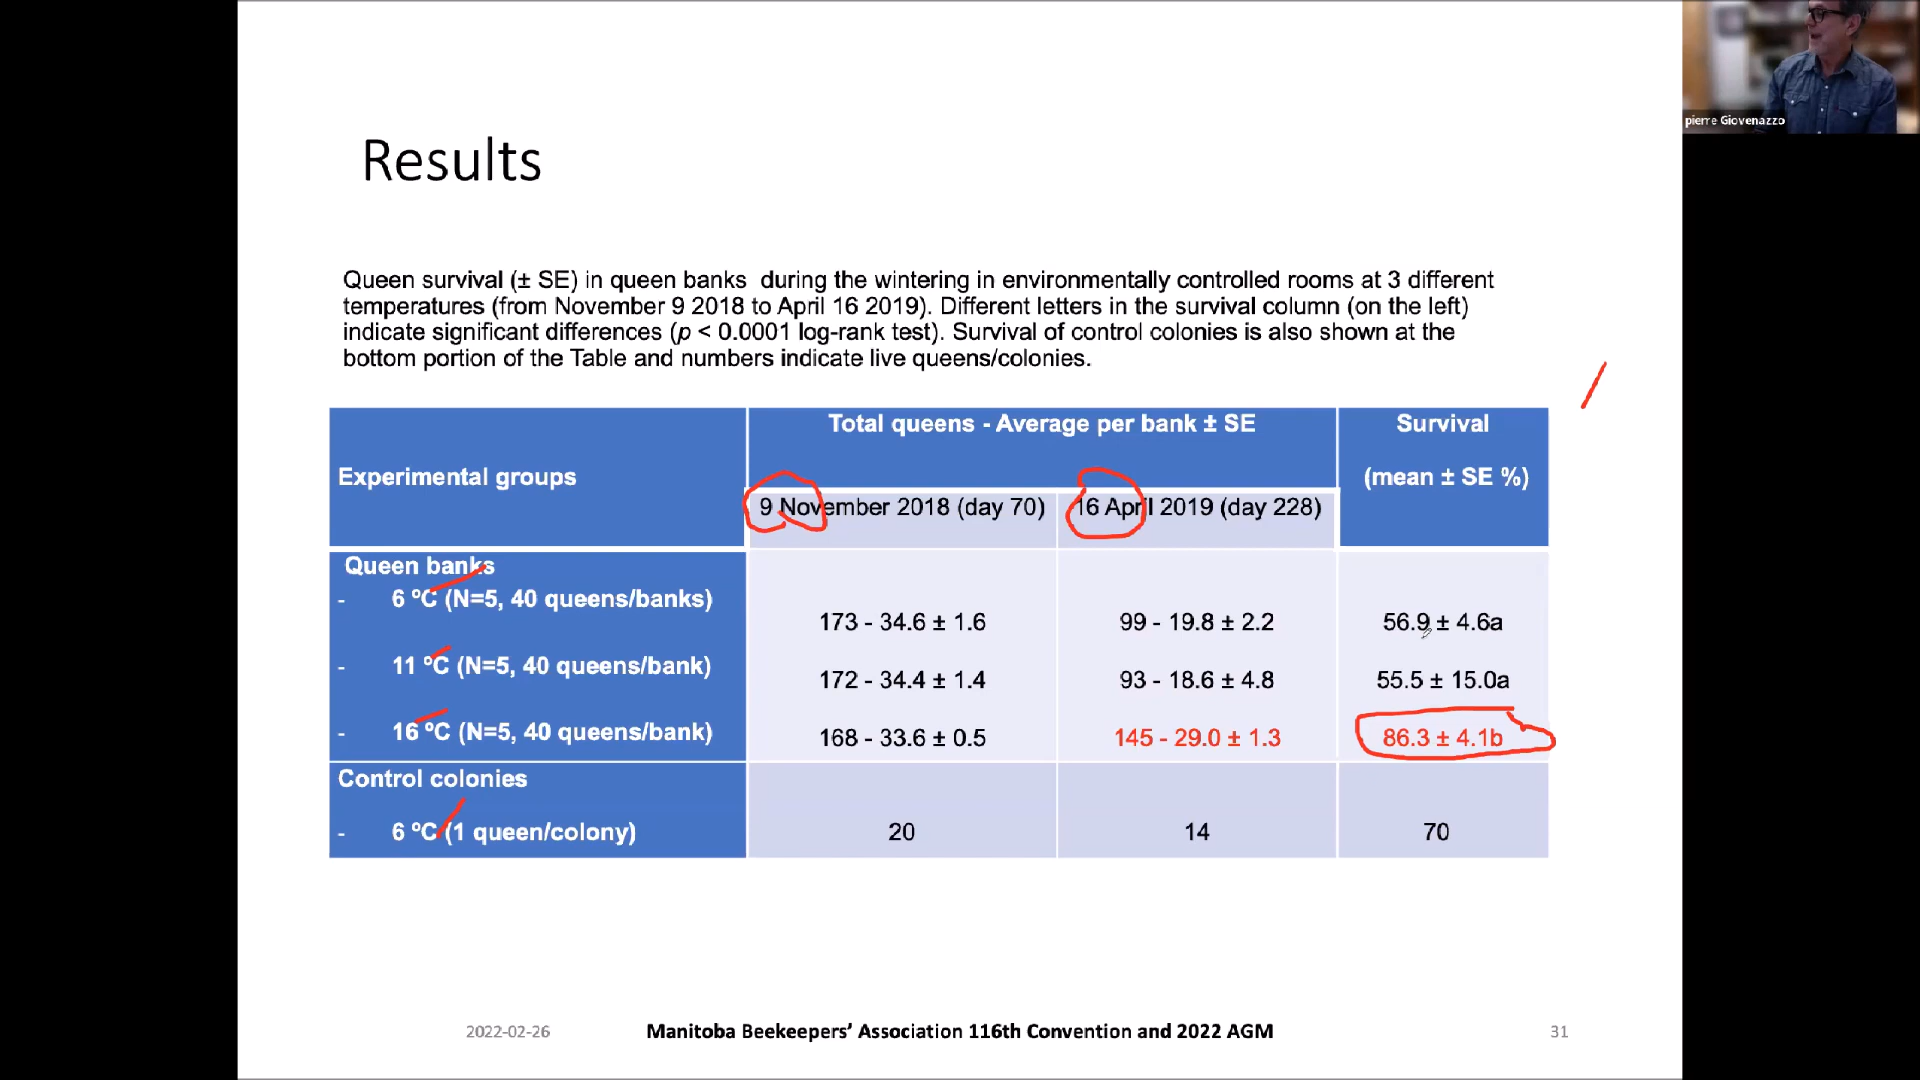 pierre Giovenazzo
Results
Queen survival (± SE) in queen banks  during the wintering in environmentally controlled rooms at 3 different
temperatures (from November 9 2018 to April 16 2019). Different letters in the survival column (on the left)
indicate significant differences (p < 0.0001 log-rank test). Survival of control colonies is also shown at the
bottom portion of the Table and numbers indicate live queens/colonies.
Experimental groups
Total queens - Average per bank ± SE
Survival
(mean ± SE %)
9 November 2018 (day 70)
16 April 2019 (day 228)
Queen banks
- 6 ºC (N=5, 40 queens/banks)
173 - 34.6 ± 1.6
99 - 19.8 ± 2.2
56.9 ± 4.6a
- 11 ºC (N=5, 40 queens/bank)
172 - 34.4 ± 1.4
93 - 18.6 ± 4.8
55.5 ± 15.0a
- 16 ºC (N=5, 40 queens/bank)
168 - 33.6 ± 0.5
145 - 29.0 ± 1.3
86.3 ± 4.1b
Control colonies
- 6 ºC (1 queen/colony)
20
14
70
2022-02-26
Manitoba Beekeepers’ Association 116th Convention and 2022 AGM
31